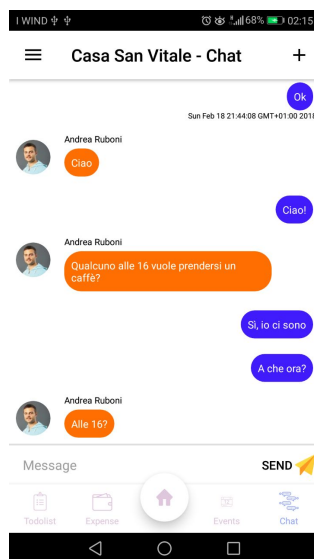 I WIND
68%
02:15
Casa San Vitale - Chat
+
Ok
Sun Feb 18 21:44:08 GMT+01:00 2018
Andrea Ruboni
Ciao
Ciao!
Andrea Ruboni
Qualcuno alle 16 vuole prendersi un
caffè?
Sì, io ci sono
A che ora?
Andrea Ruboni
Alle 16?
Message
SEND
Todolist
Expense
Events
Chat